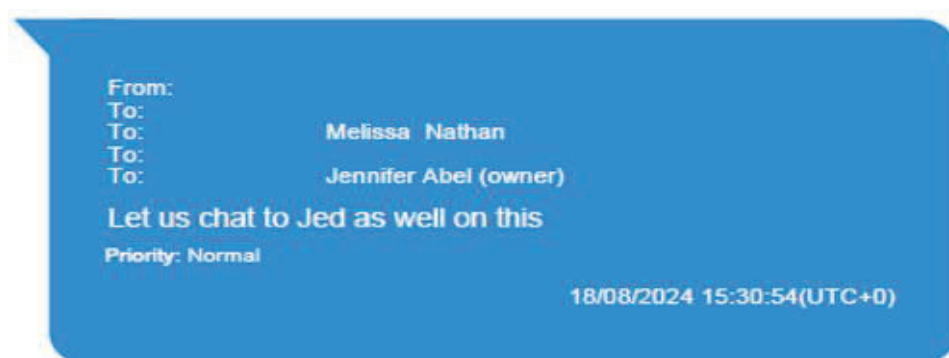 From:
To:
To: Melissa Nathan
To:
To: Jennifer Abel (owner)
Let us chat to Jed as well on this
Priority: Normal
18/08/2024 15:30:54(UTC+0)